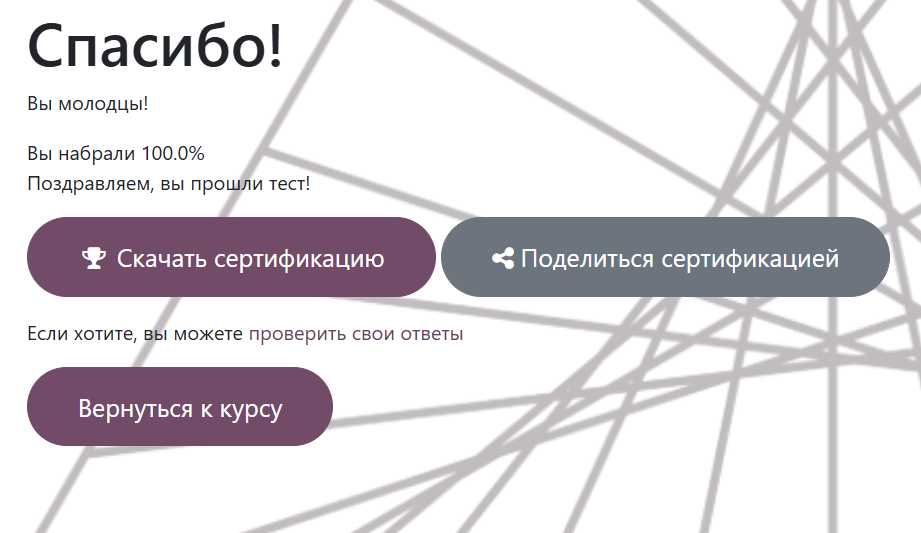 Спасибо!
Вы молодцы!
Вы набрали 100.0%
Поздравляем, вы прошли тест!
Скачать сертификацию
Поделиться сертификацией
Если хотите, вы можете проверить свои ответы
Вернуться к курсу